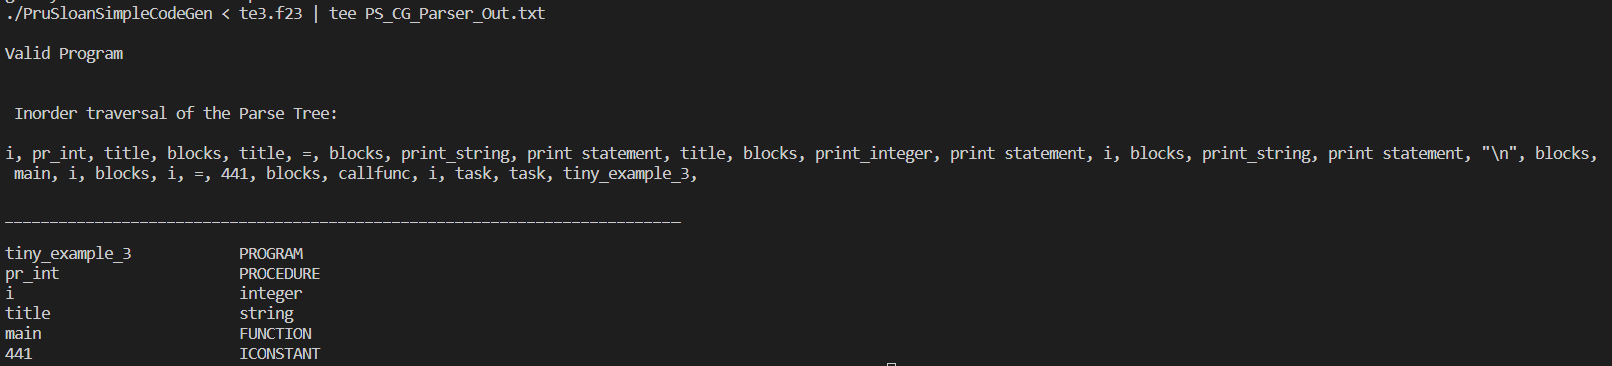 ./PruSloanSimpleCodeGen < te3.f23 | tee PS_CG_Parser_Out.txt
Valid Program
Inorder traversal of the Parse Tree:
i, pr_int, title, blocks, title, =, blocks, print_string, print statement, title, blocks, print_integer, print statement, i, blocks, print_string, print statement, "\n", blocks,
main, i, blocks, i, =, 441, blocks, callfunc, i, task, task, tiny_example_3,
___________________________________________________________________________
tiny_example_3 PROGRAM
pr_int PROCEDURE
i integer
title string
main FUNCTION
441 ICONSTANT